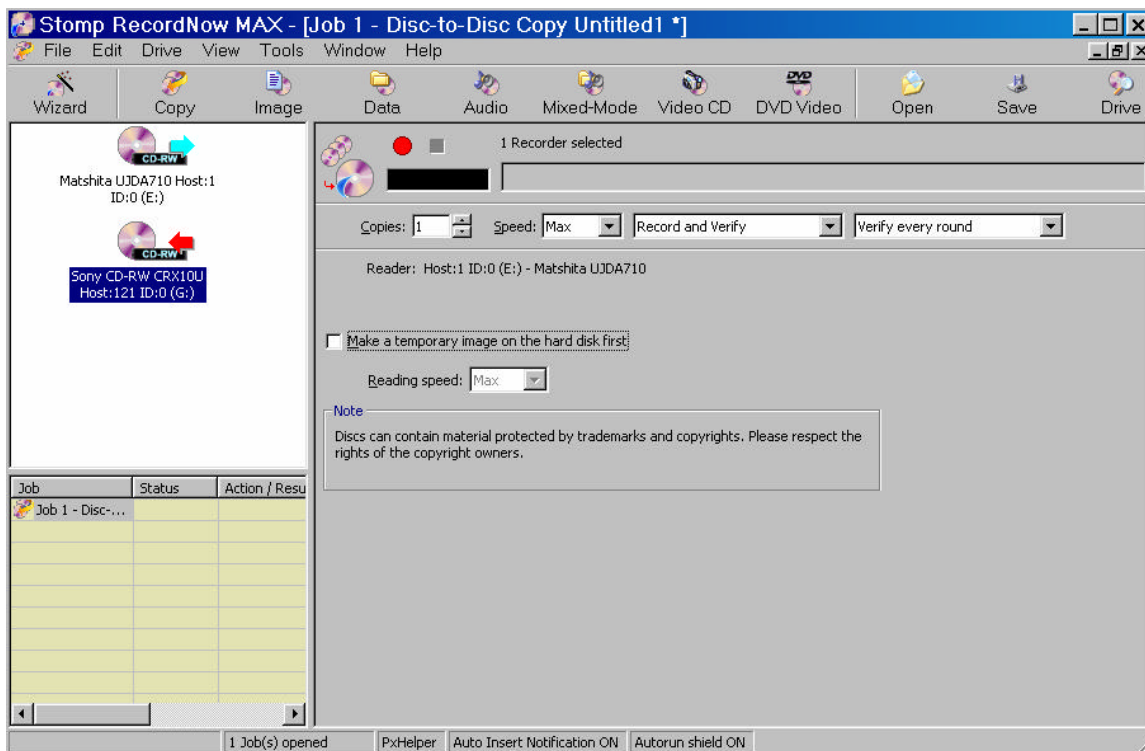 Stomp RecordNow MAX - [Job 1 - Disc-to-Disc Copy Untitled1 *]
File Edit Drive View Tools Window Help
Wizard Copy Image Data Audio Mixed-Mode Video CD DVD Video Open Save Drive
CD-RW
Matshita UJDA710 Host:1
ID:0 (E:)
CD-RW
Sony CD-RW CRX10U
Host:121 ID:0 (G:)
1 Recorder selected
Copies: 1 Speed: Max Record and Verify Verify every round
Reader: Host:1 ID:0 (E:) - Matshita UJDA710
Make a temporary image on the hard disk first
Reading speed: Max
Note
Discs can contain material protected by trademarks and copyrights. Please respect the
rights of the copyright owners.
Job Status Action / Resu
Job 1 - Disc-...
1 Job(s) opened PxHelper Auto Insert Notification ON Autorun shield ON